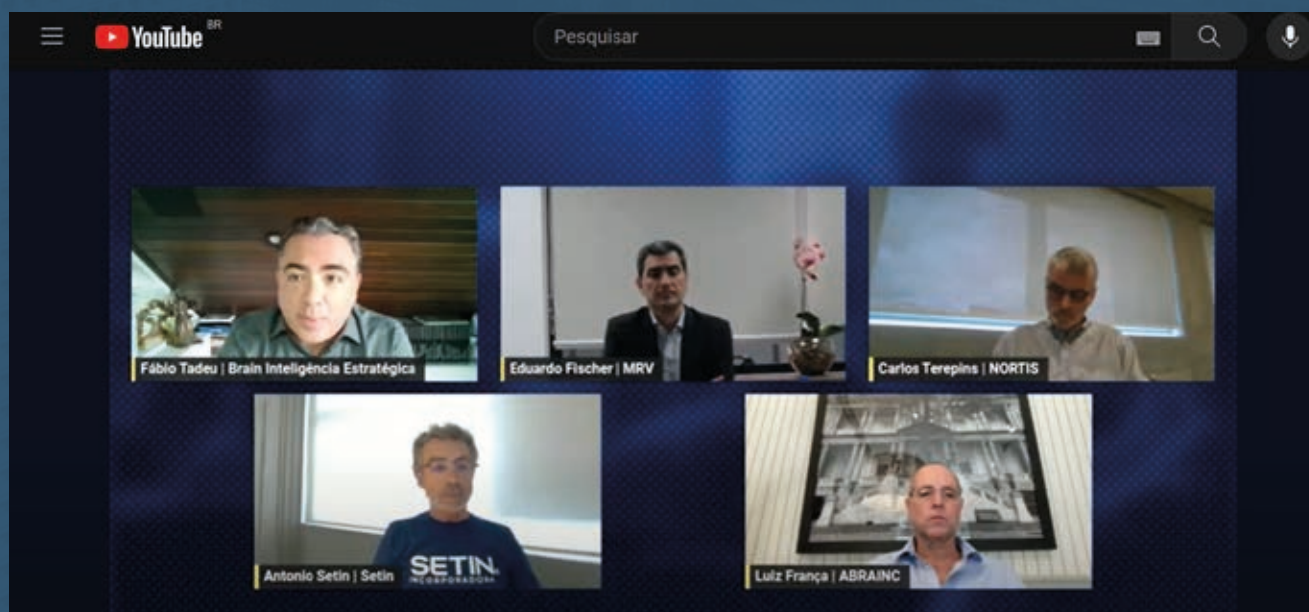 YouTube BR
Pesquisar
Fábio Tadeu | Brain Inteligência Estratégica
Eduardo Fischer | MRV
Carlos Terepins | NORTIS
SETIN
INCORPORADORA
Antonio Setin | Setin
Luiz França | ABRAINC